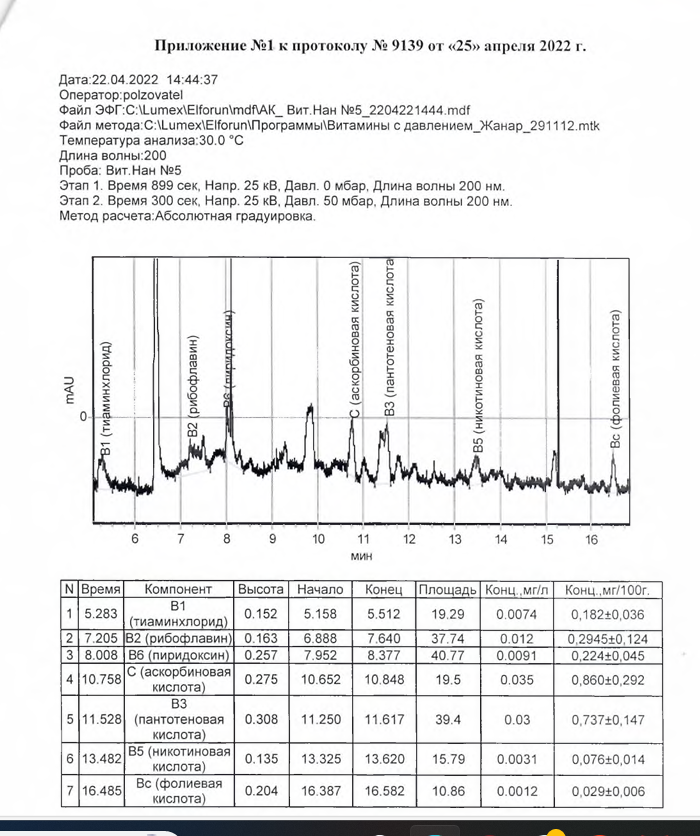 Приложение №1 к протоколу № 9139 от «25» апреля 2022 г.
Дата:22.04.2022 14:44:37
Оператор:polzovatel
Файл ЭФГ:C:\Lumex\Elforun\mdf\АК_ Вит.Нан №5_2204221444.mdf
Файл метода:C:\Lumex\Elforun\Программы\Витамины с давлением_Жанар_291112.mtk
Температура анализа:30.0 °C
Длина волны:200
Проба: Вит.Нан №5
Этап 1. Время 899 сек, Напр. 25 кВ, Давл. 0 мбар, Длина волны 200 нм.
Этап 2. Время 300 сек, Напр. 25 кВ, Давл. 50 мбар, Длина волны 200 нм.
Метод расчета:Абсолютная градуировка.
mAU
0
B1 (тиаминхлорид)
B2 (рибофлавин)
B6 (пиридоксин)
C (аскорбиновая кислота)
B3 (пантотеновая кислота)
B5 (никотиновая кислота)
Bc (фолиевая кислота)
6 7 8 9 10 11 12 13 14 15 16
мин
N Время Компонент Высота Начало Конец Площадь Конц.,мг/л Конц.,мг/100г.
1 5.283 B1 (тиаминхлорид) 0.152 5.158 5.512 19.29 0.0074 0,182±0,036
2 7.205 B2 (рибофлавин) 0.163 6.888 7.640 37.74 0.012 0,2945±0,124
3 8.008 B6 (пиридоксин) 0.257 7.952 8.377 40.77 0.0091 0,224±0,045
4 10.758 C (аскорбиновая кислота) 0.275 10.652 10.848 19.5 0.035 0,860±0,292
5 11.528 B3 (пантотеновая кислота) 0.308 11.250 11.617 39.4 0.03 0,737±0,147
6 13.482 B5 (никотиновая кислота) 0.135 13.325 13.620 15.79 0.0031 0,076±0,014
7 16.485 Bc (фолиевая кислота) 0.204 16.387 16.582 10.86 0.0012 0,029±0,006